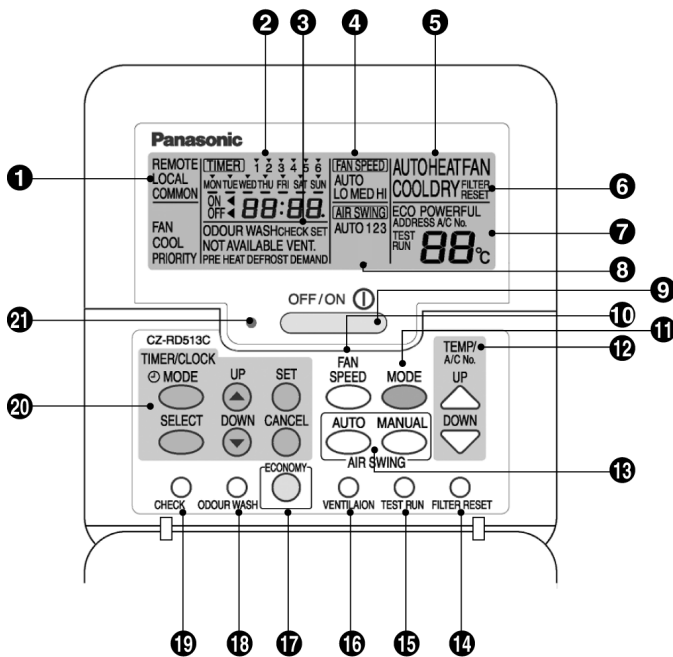 2 3 4 5
Panasonic
1
REMOTE
LOCAL
COMMON
FAN
COOL
PRIORITY
TIMER 1 2 3 4 5 6
MON TUE WED THU FRI SAT SUN
ON 88:88.
OFF
ODOUR WASH CHECK SET
NOT AVAILABLE VENT.
PRE HEAT DEFROST DEMAND
FAN SPEED
AUTO
LO MED HI
AIR SWING
AUTO 1 2 3
AUTO HEAT FAN
COOL DRY FILTER
RESET
6
ECO POWERFUL
ADDRESS A/C No.
TEST
RUN
88°C
7
8
OFF/ON
9
21
10
11
12
CZ-RD513C
TIMER/CLOCK
MODE UP SET
SELECT DOWN CANCEL
20
FAN
SPEED
MODE
TEMP/
A/C No.
UP
DOWN
AUTO MANUAL
AIR SWING
13
ECONOMY
CHECK ODOUR WASH VENTILAION TEST RUN FILTER RESET
19 18 17 16 15 14